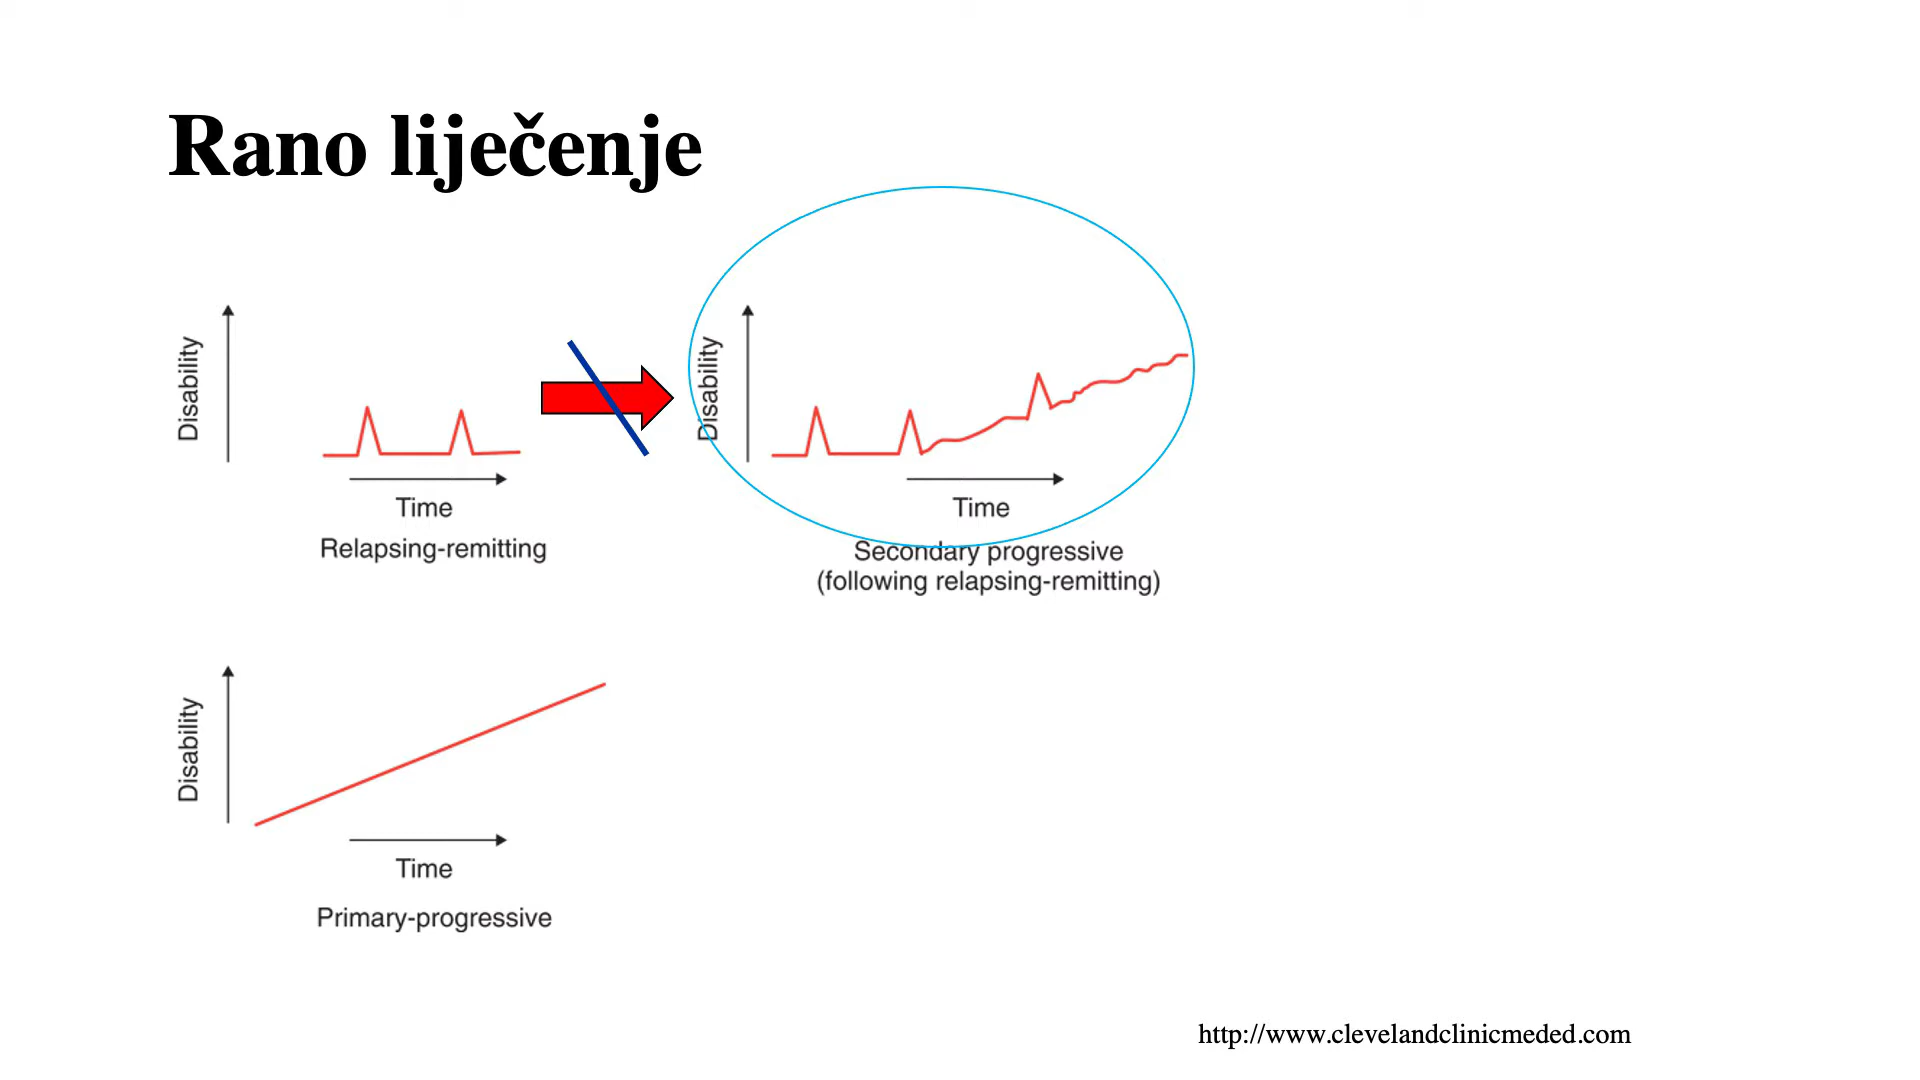 Rano liječenje
Disability
Time
Relapsing-remitting
Disability
Time
Secondary progressive
(following relapsing-remitting)
Disability
Time
Primary-progressive
http://www.clevelandclinicmeded.com